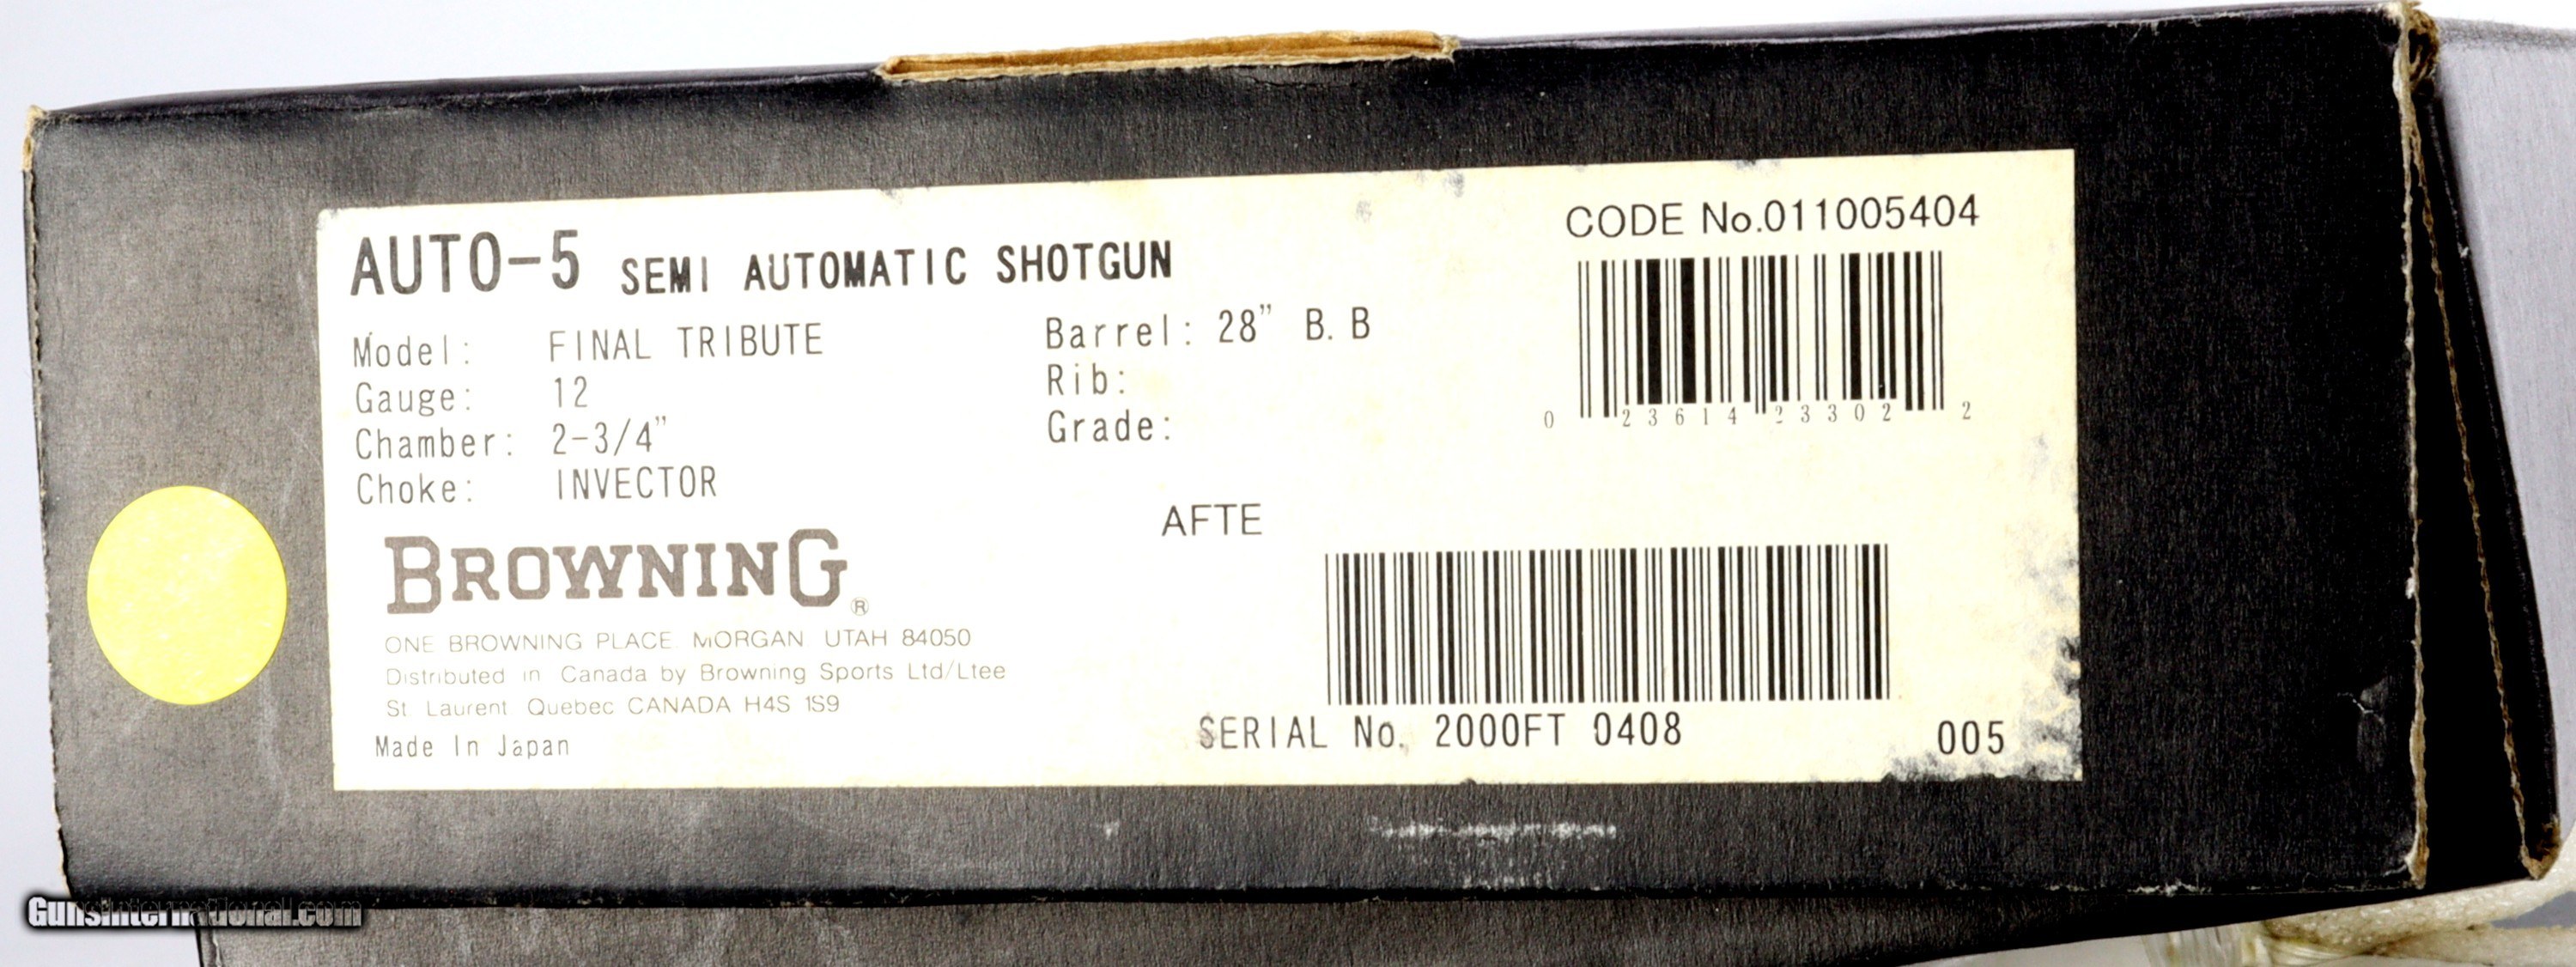 AUTO-5 SEMI AUTOMATIC SHOTGUN
CODE No.011005404
Model: FINAL TRIBUTE
Gauge: 12
Chamber: 2-3/4"
Choke: INVECTOR
Barrel: 28" B. B
Rib:
Grade:
0 23614 23302 2
BROWNING®
ONE BROWNING PLACE MORGAN UTAH 84050
Distributed in Canada by Browning Sports Ltd/Ltee
St Laurent Quebec CANADA H4S 1S9
Made In Japan
AFTE
SERIAL No. 2000FT 0408
005
GunsInternational.com